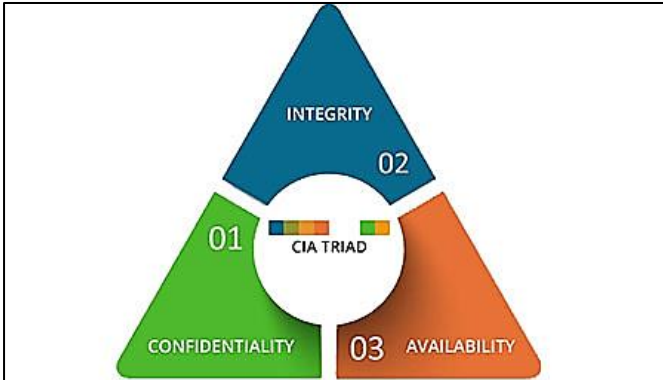 INTEGRITY
02
01
CIA TRIAD
CONFIDENTIALITY
03 AVAILABILITY